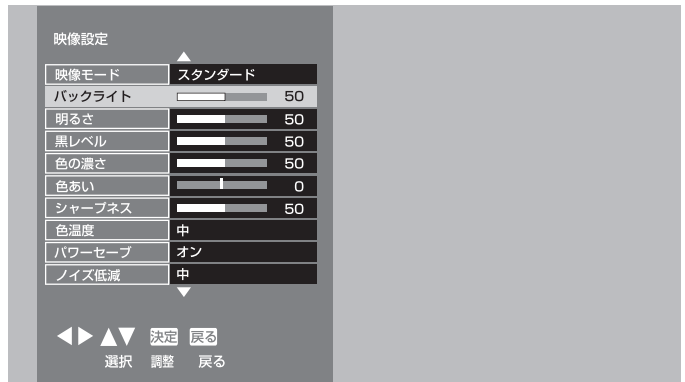 映像設定
映像モード スタンダード
バックライト 50
明るさ 50
黒レベル 50
色の濃さ 50
色あい 0
シャープネス 50
色温度 中
パワーセーブ オン
ノイズ低減 中
決定 戻る
選択 調整 戻る